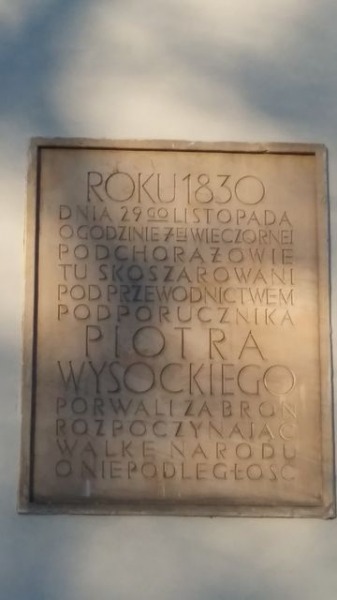 ROKU 1830
DNIA 29GO LISTOPADA
O GODZINIE 7EJ WIECZORNEJ
PODCHORĄŻOWIE
TU SKOSZAROWANI
POD PRZEWODNICTWEM
PODPORUCZNIKA
PIOTRA
WYSOCKIEGO
PORWALI ZA BROŃ
ROZPOCZYNAJĄC
WALKĘ NARODU
O NIEPODLEGŁOŚĆ